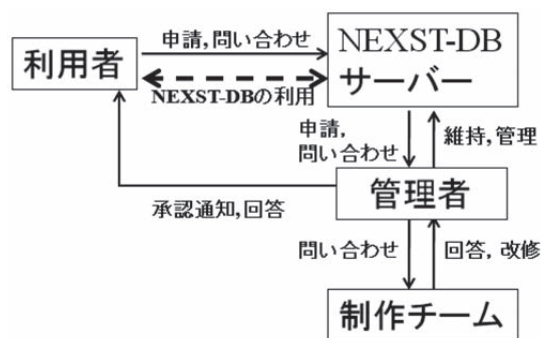 申請,問い合わせ
NEXST-DB
サーバー
利用者
NEXST-DBの利用
申請,
問い合わせ
維持,管理
承認通知,回答
管理者
問い合わせ
回答,改修
制作チーム